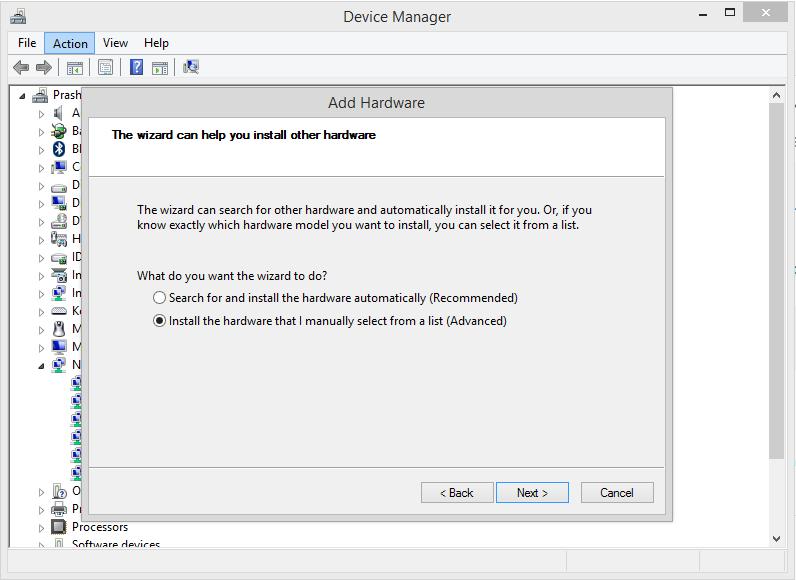 Device Manager
File Action View Help
Prash
Add Hardware
The wizard can help you install other hardware
The wizard can search for other hardware and automatically install it for you. Or, if you
know exactly which hardware model you want to install, you can select it from a list.
What do you want the wizard to do?
Search for and install the hardware automatically (Recommended)
Install the hardware that I manually select from a list (Advanced)
< Back Next > Cancel
A
Ba
Bl
C
D
D
DV
H
ID
In
In
Ke
M
M
N
O
Pr
Processors
Software devices